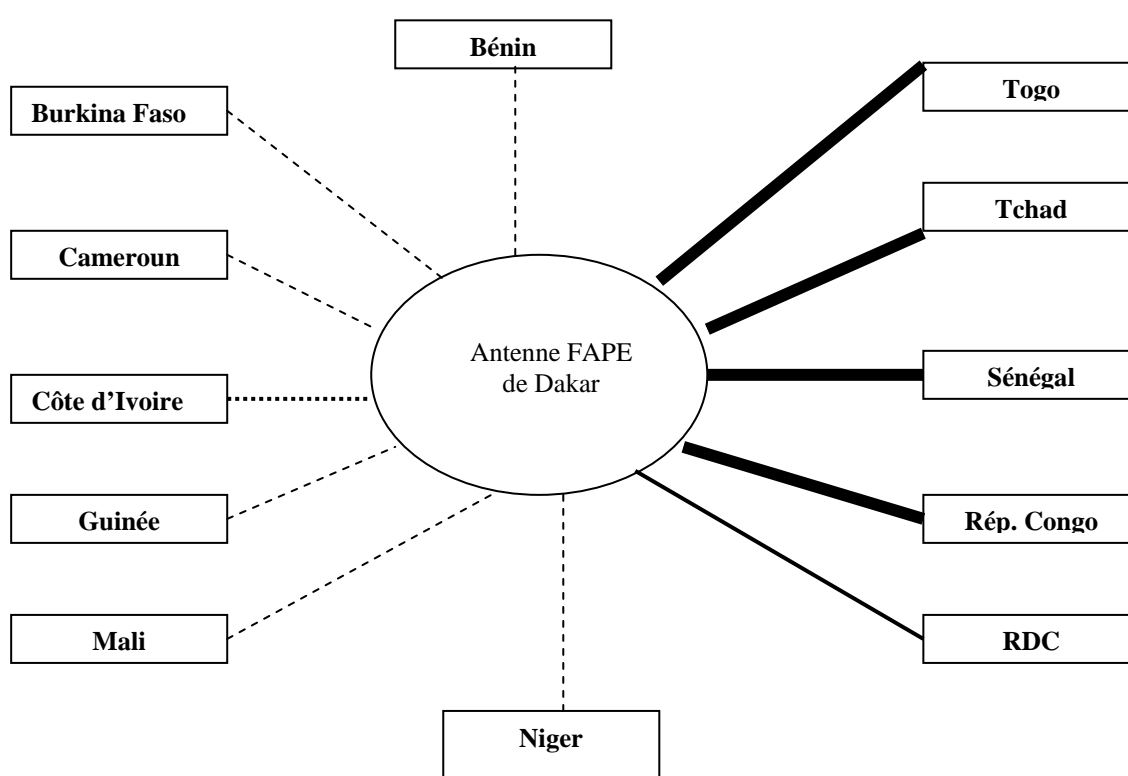 Bénin
Togo
Burkina Faso
Tchad
Cameroun
Antenne FAPE
de Dakar
Sénégal
Côte d’Ivoire
Guinée
Rép. Congo
Mali
RDC
Niger